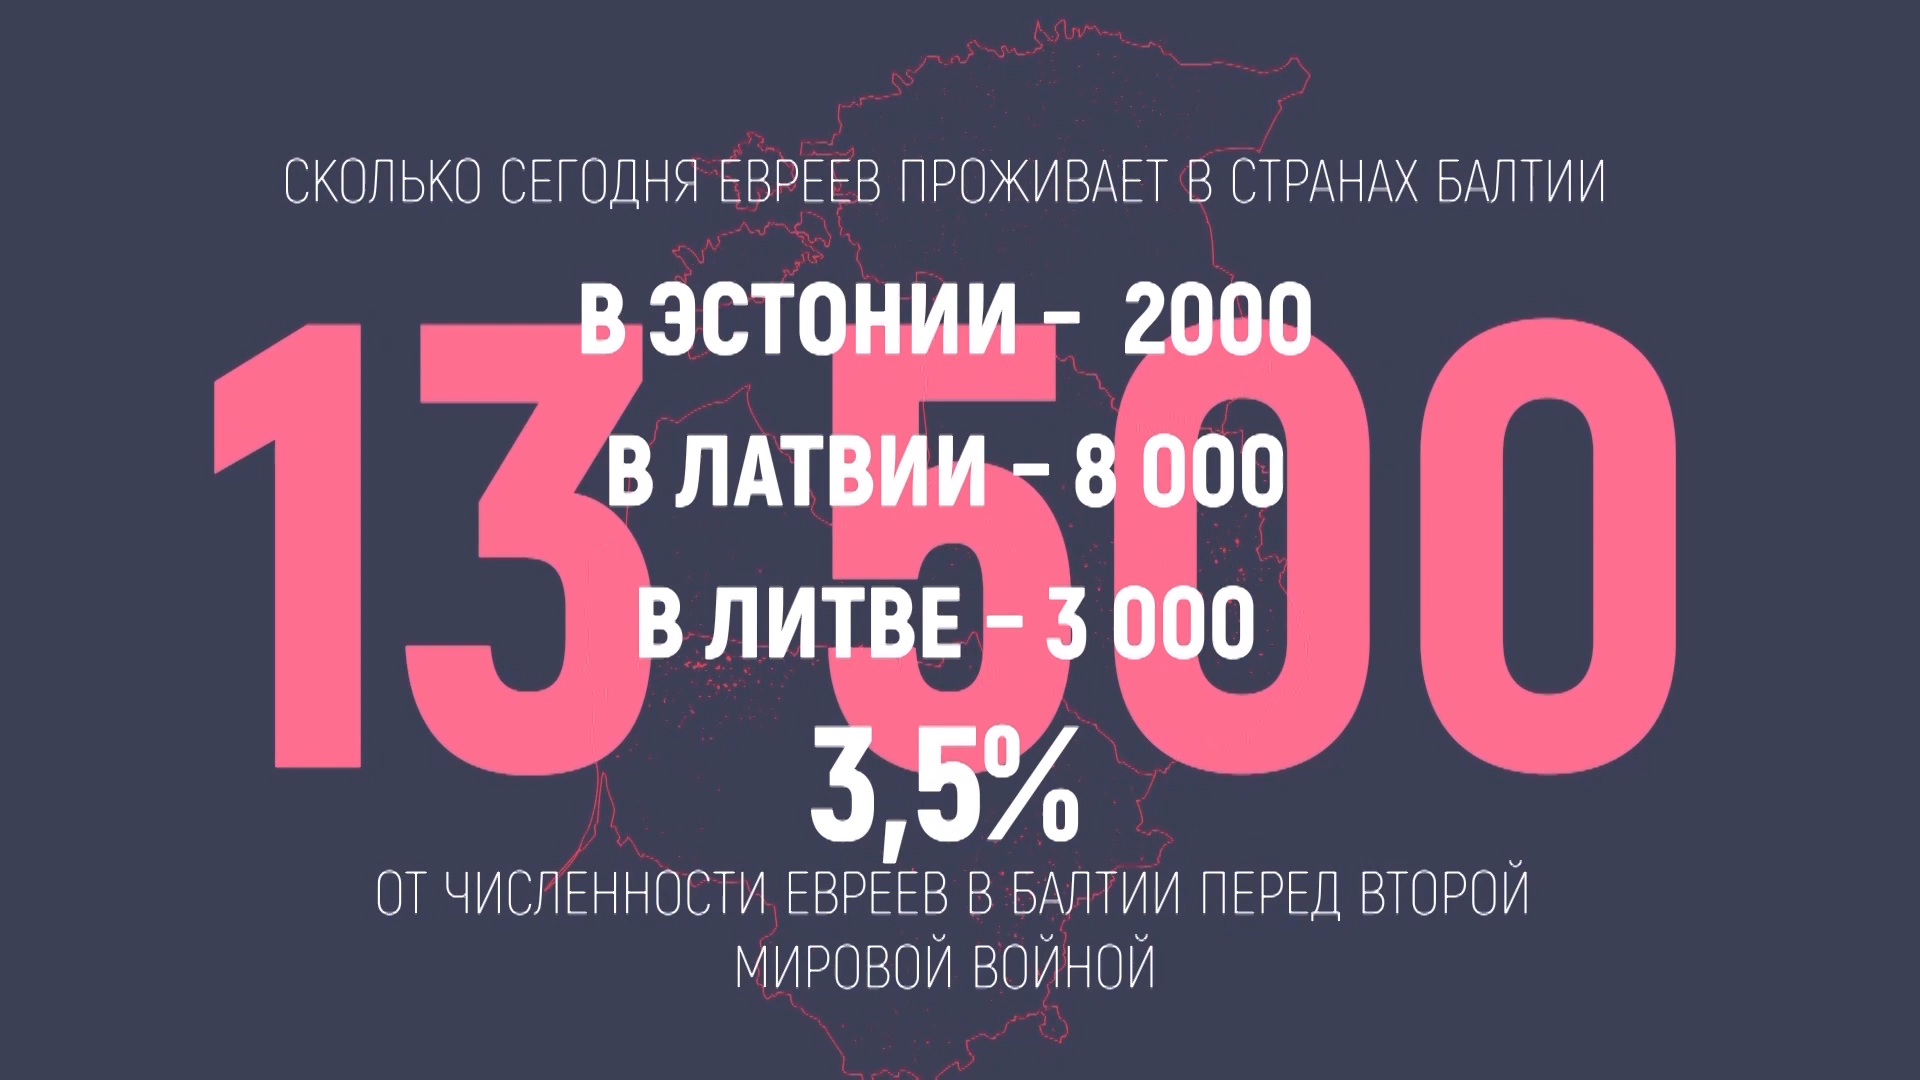 СКОЛЬКО СЕГОДНЯ ЕВРЕЕВ ПРОЖИВАЕТ В СТРАНАХ БАЛТИИ
13 500
В ЭСТОНИИ – 2000
В ЛАТВИИ – 8 000
В ЛИТВЕ – 3 000
3,5%
ОТ ЧИСЛЕННОСТИ ЕВРЕЕВ В БАЛТИИ ПЕРЕД ВТОРОЙ
МИРОВОЙ ВОЙНОЙ